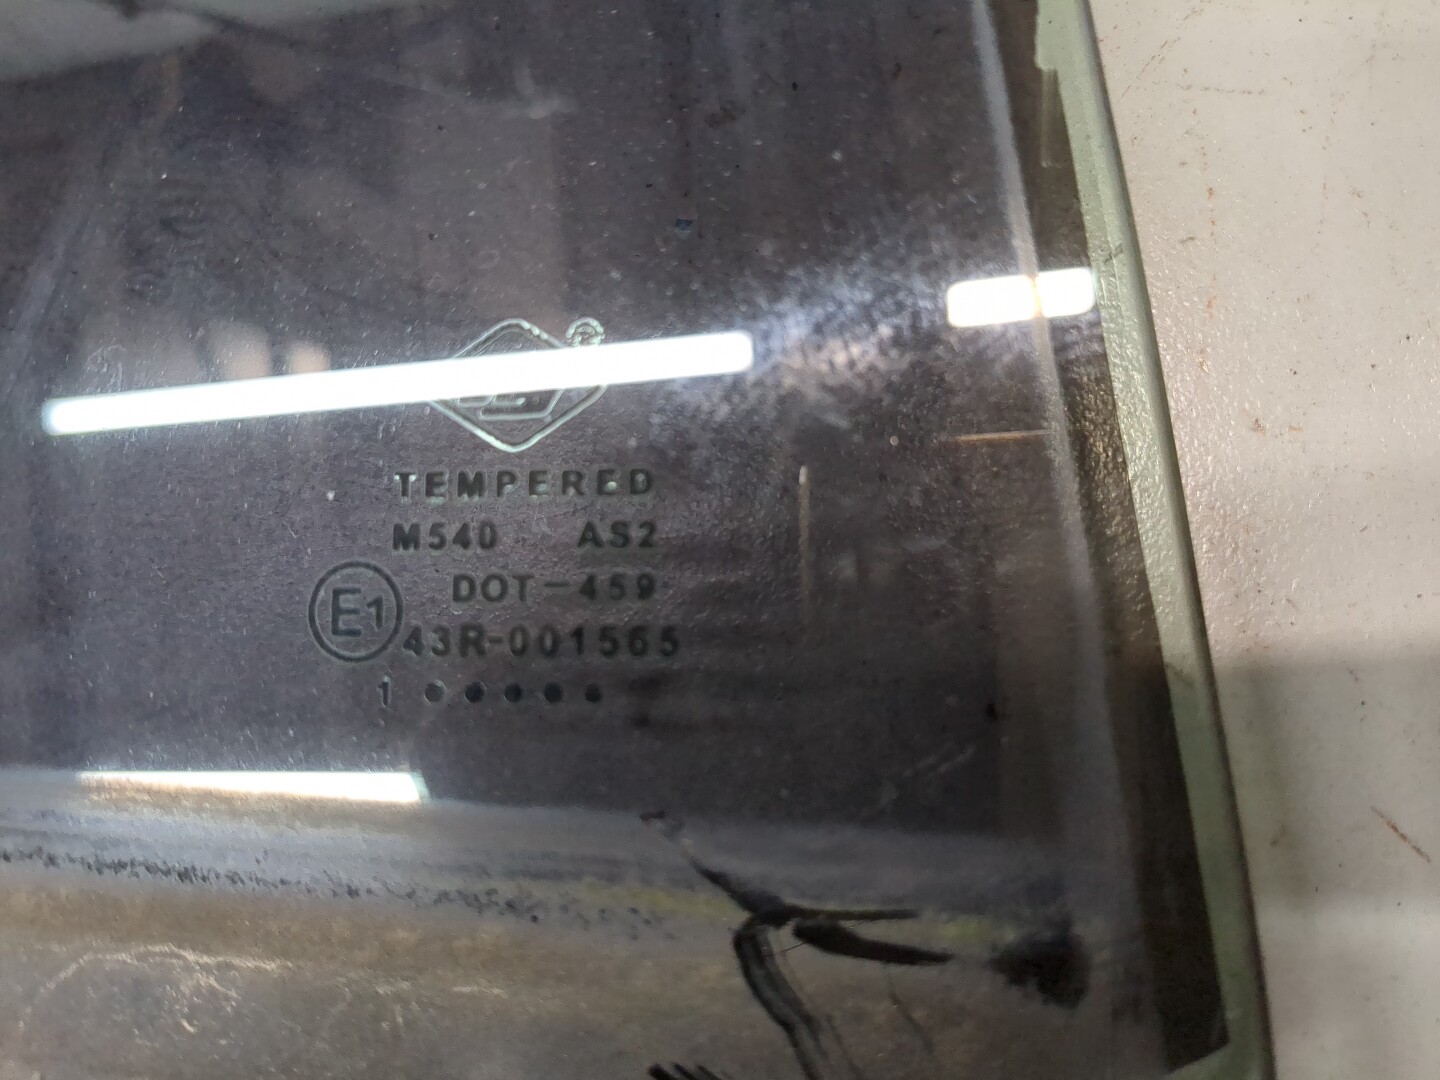 TEMPERED
M540 AS2
DOT-459
E1 43R-001565
1 •••••